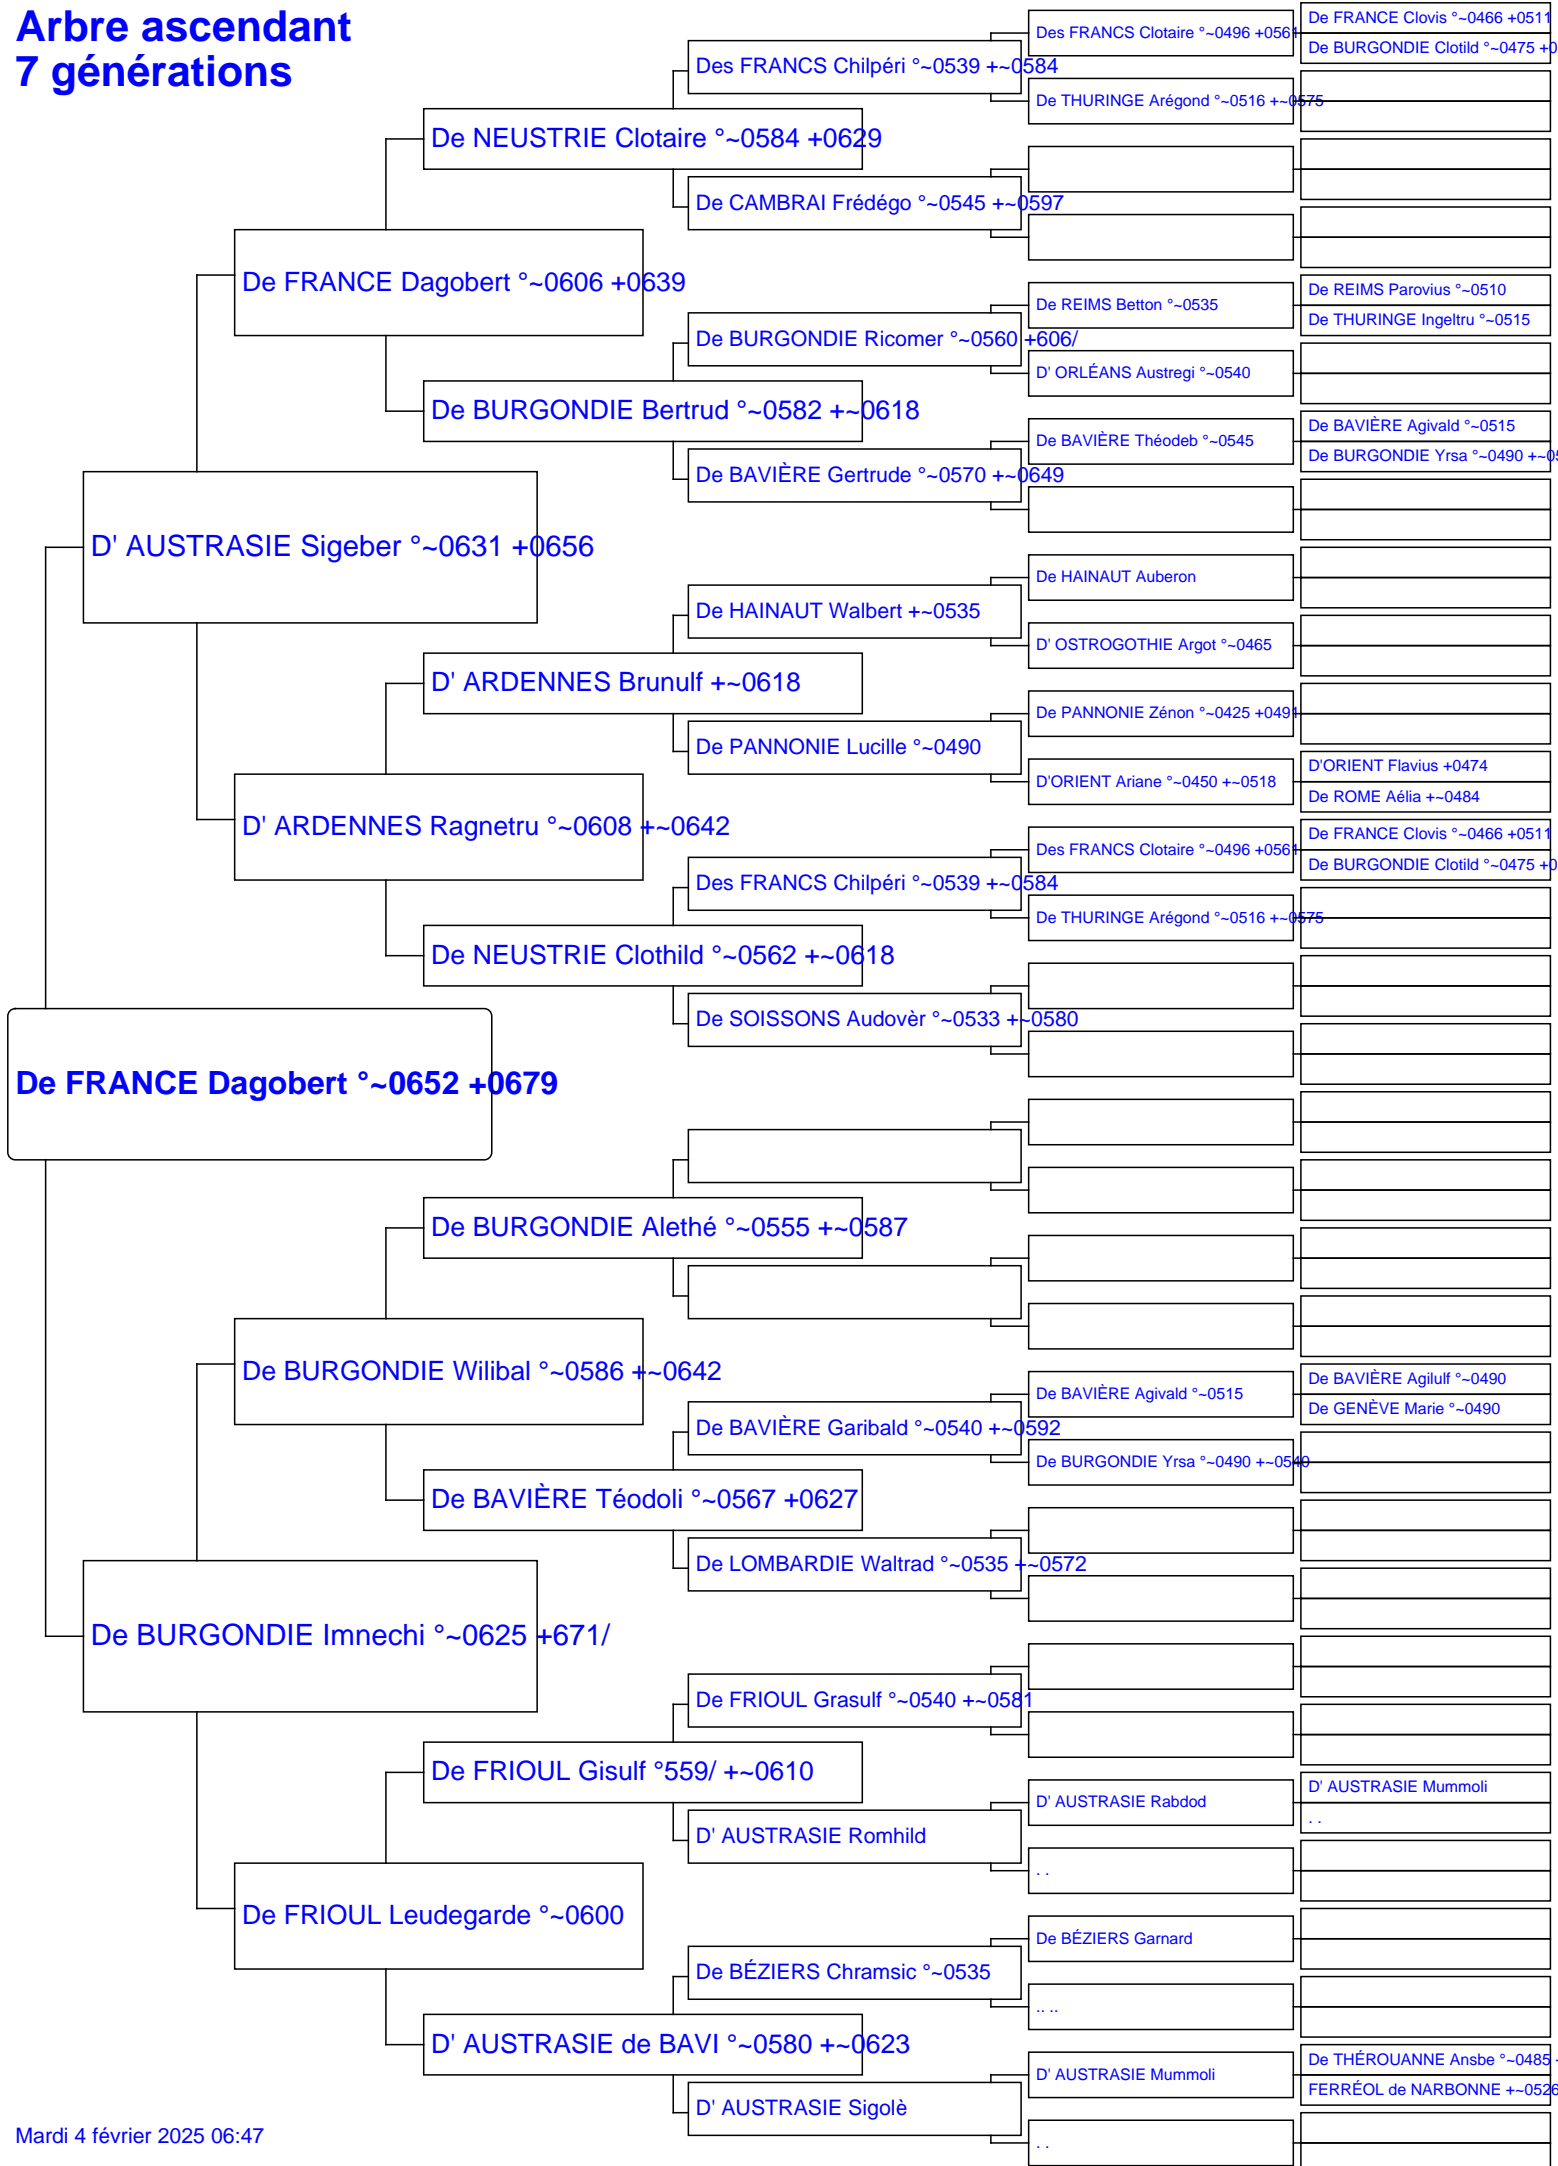 Arbre ascendant
7 générations
De FRANCE Clovis °~0466 +0511
Des FRANCS Clotaire °~0496 +0561
De BURGONDIE Clotild °~0475 +0
Des FRANCS Chilpéri °~0539 +~0584
De THURINGE Arégond °~0516 +~0575
De NEUSTRIE Clotaire °~0584 +0629
De CAMBRAI Frédégo °~0545 +~0597
De FRANCE Dagobert °~0606 +0639
De REIMS Parovius °~0510
De REIMS Betton °~0535
De THURINGE Ingeltru °~0515
De BURGONDIE Ricomer °~0560 +606/
D' ORLÉANS Austregi °~0540
De BURGONDIE Bertrud °~0582 +~0618
De BAVIÈRE Agivald °~0515
De BAVIÈRE Théodeb °~0545
De BURGONDIE Yrsa °~0490 +~05
De BAVIÈRE Gertrude °~0570 +~0649
D' AUSTRASIE Sigeber °~0631 +0656
De HAINAUT Auberon
De HAINAUT Walbert +~0535
D' OSTROGOTHIE Argot °~0465
D' ARDENNES Brunulf +~0618
De PANNONIE Zénon °~0425 +0491
De PANNONIE Lucille °~0490
D'ORIENT Flavius +0474
D'ORIENT Ariane °~0450 +~0518
De ROME Aélia +~0484
D' ARDENNES Ragnetru °~0608 +~0642
De FRANCE Clovis °~0466 +0511
Des FRANCS Clotaire °~0496 +0561
De BURGONDIE Clotild °~0475 +0
Des FRANCS Chilpéri °~0539 +~0584
De THURINGE Arégond °~0516 +~0575
De NEUSTRIE Clothild °~0562 +~0618
De SOISSONS Audovèr °~0533 +~0580
De FRANCE Dagobert °~0652 +0679
De BURGONDIE Alethé °~0555 +~0587
De BURGONDIE Wilibal °~0586 +~0642
De BAVIÈRE Agilulf °~0490
De BAVIÈRE Agivald °~0515
De GENÈVE Marie °~0490
De BAVIÈRE Garibald °~0540 +~0592
De BURGONDIE Yrsa °~0490 +~0540
De BAVIÈRE Téodoli °~0567 +0627
De LOMBARDIE Waltrad °~0535 +~0572
De BURGONDIE Imnechi °~0625 +671/
De FRIOUL Grasulf °~0540 +~0581
De FRIOUL Gisulf °559/ +~0610
D' AUSTRASIE Mummoli
D' AUSTRASIE Rabdod
. .
D' AUSTRASIE Romhild
. .
De FRIOUL Leudegarde °~0600
De BÉZIERS Garnard
De BÉZIERS Chramsic °~0535
.. ..
D' AUSTRASIE de BAVI °~0580 +~0623
De THÉROUANNE Ansbe °~0485 +
D' AUSTRASIE Mummoli
FERRÉOL de NARBONNE +~0526
D' AUSTRASIE Sigolè
. .
Mardi 4 février 2025 06:47